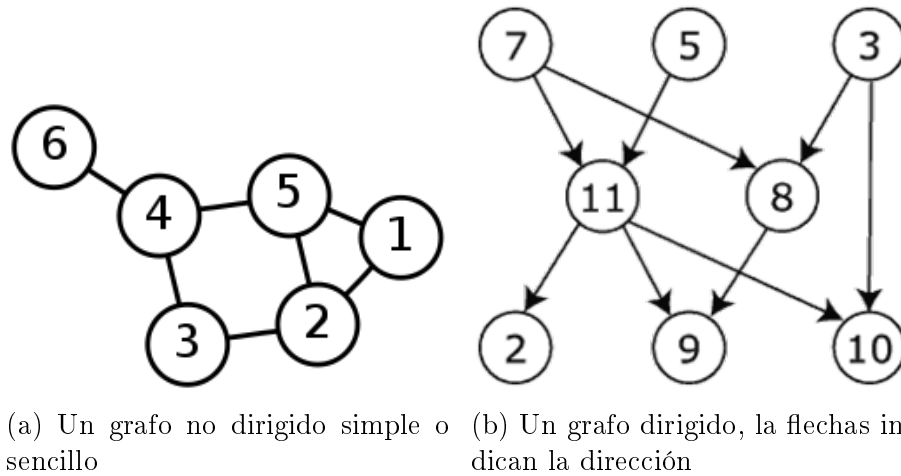 7 5 3
6
4 5 1
11 8
3 2
2 9 10
(a) Un grafo no dirigido simple o
sencillo
(b) Un grafo dirigido, la flechas in
dican la dirección